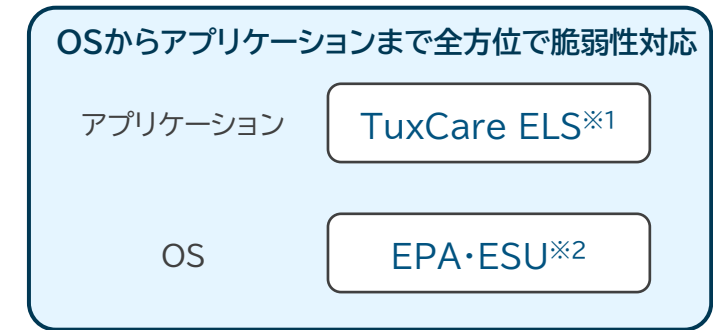 OSからアプリケーションまで全方位で脆弱性対応
アプリケーション TuxCare ELS※1
OS EPA・ESU※2